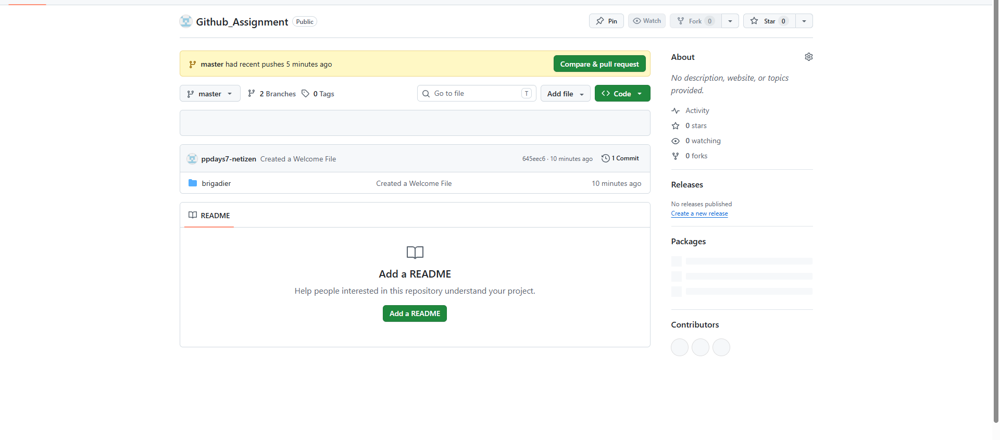 Github_Assignment Public
Pin Watch Fork 0 Star 0
master had recent pushes 5 minutes ago Compare & pull request
master 2 Branches 0 Tags Go to file T Add file Code
ppdays7-netizen Created a Welcome File 645eec6 · 10 minutes ago 1 Commit
brigadier Created a Welcome File 10 minutes ago
README
Add a README
Help people interested in this repository understand your project.
Add a README
About
No description, website, or topics
provided.
Activity
0 stars
0 watching
0 forks
Releases
No releases published
Create a new release
Packages
Contributors